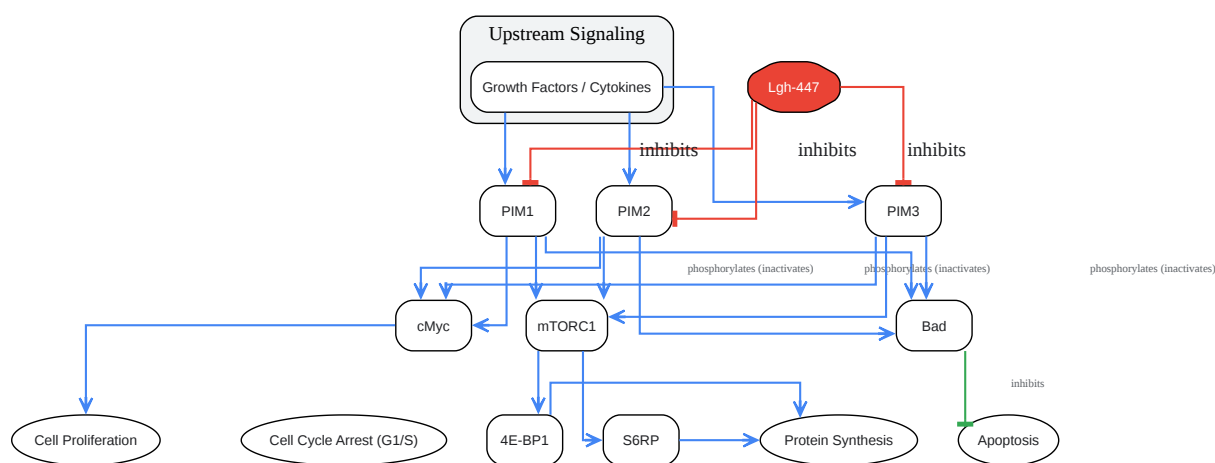 Upstream Signaling
Growth Factors / Cytokines
Lgh-447
inhibits
inhibits
inhibits
PIM1
PIM2
PIM3
phosphorylates (inactivates)
phosphorylates (inactivates)
phosphorylates (inactivates)
cMyc
mTORC1
Bad
inhibits
Cell Proliferation
Cell Cycle Arrest (G1/S)
4E-BP1
S6RP
Protein Synthesis
Apoptosis